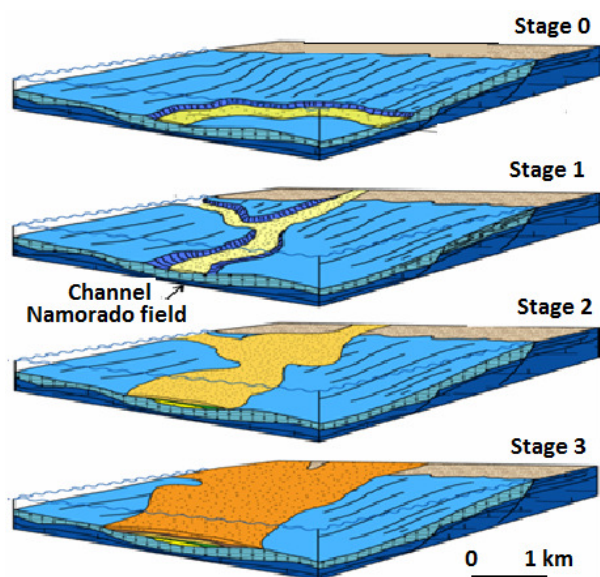 Stage 0
Stage 1
Channel
Namorado field
Stage 2
Stage 3
0 1 km